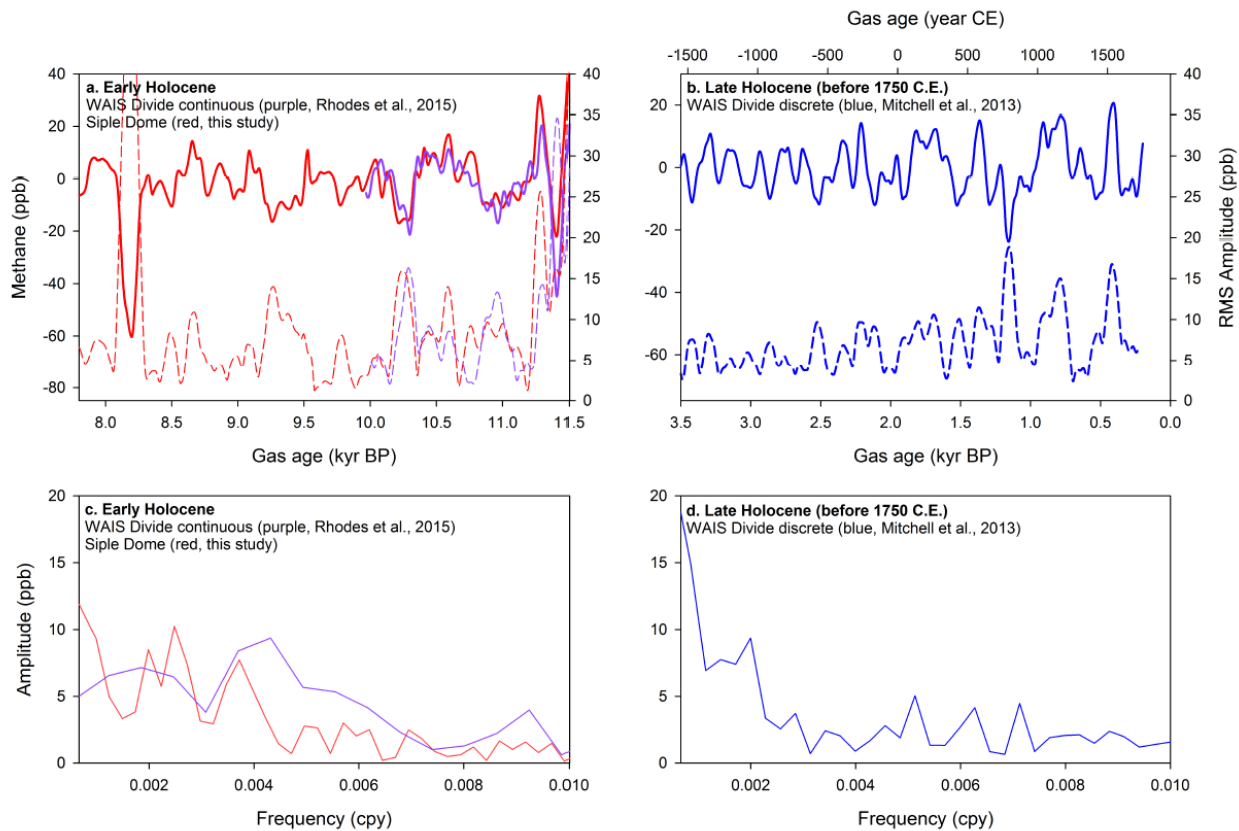 Gas age (year CE)
-1500 -1000 -500 0 500 1000 1500
a. Early Holocene
WAIS Divide continuous (purple, Rhodes et al., 2015)
Siple Dome (red, this study)
b. Late Holocene (before 1750 C.E.)
WAIS Divide discrete (blue, Mitchell et al., 2013)
Methane (ppb)
40
20
0
-20
-40
-60
-80
40
35
30
25
20
15
10
5
0
20
0
-20
-40
-60
40
35
30
25
20
15
10
5
0
RMS Amplitude (ppb)
8.0 8.5 9.0 9.5 10.0 10.5 11.0 11.5
Gas age (kyr BP)
3.5 3.0 2.5 2.0 1.5 1.0 0.5 0.0
Gas age (kyr BP)
c. Early Holocene
WAIS Divide continuous (purple, Rhodes et al., 2015)
Siple Dome (red, this study)
d. Late Holocene (before 1750 C.E.)
WAIS Divide discrete (blue, Mitchell et al., 2013)
Amplitude (ppb)
20
15
10
5
0
20
15
10
5
0
0.002 0.004 0.006 0.008 0.010
Frequency (cpy)
0.002 0.004 0.006 0.008 0.010
Frequency (cpy)